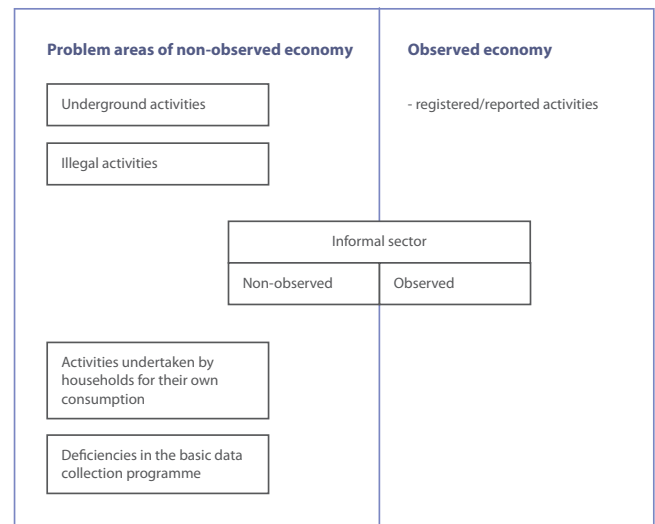 Problem areas of non-observed economy
Observed economy
Underground activities
- registered/reported activities
Illegal activities
Informal sector
Non-observed
Observed
Activities undertaken by
households for their own
consumption
Deficiencies in the basic data
collection programme